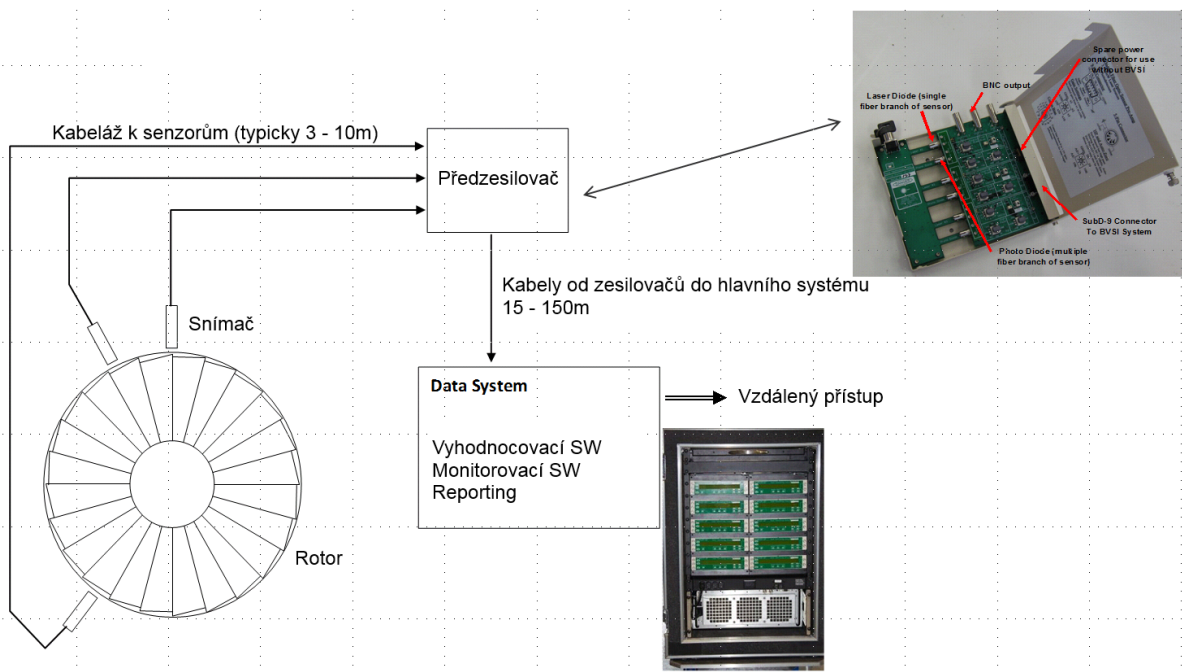 Kabeláž k senzorům (typicky 3 - 10m)
Předzesilovač
Spare power
connector for use
without BVSI
BNC output
Laser Diode (single
fiber branch of sensor)
SubD-9 Connector
To BVSI System
Photo Diode (multiple
fiber branch of sensor)
Kabely od zesilovačů do hlavního systému
15 - 150m
Snímač
Data System
Vyhodnocovací SW
Monitorovací SW
Reporting
Vzdálený přístup
Rotor